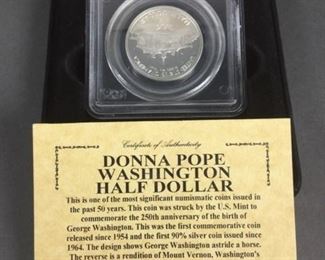 Certificate of Authenticity
DONNA POPE
WASHINGTON
HALF DOLLAR
This is one of the most significant numismatic coins issued in
the past 50 years. This coin was struck by the U.S. Mint to
commemorate the 250th anniversary of the birth of
George Washington. This was the first commemorative coin
released since 1954 and the first 90% silver coin issued since
1964. The design shows George Washington astride a horse.
The reverse is a rendition of Mount Vernon, Washington's